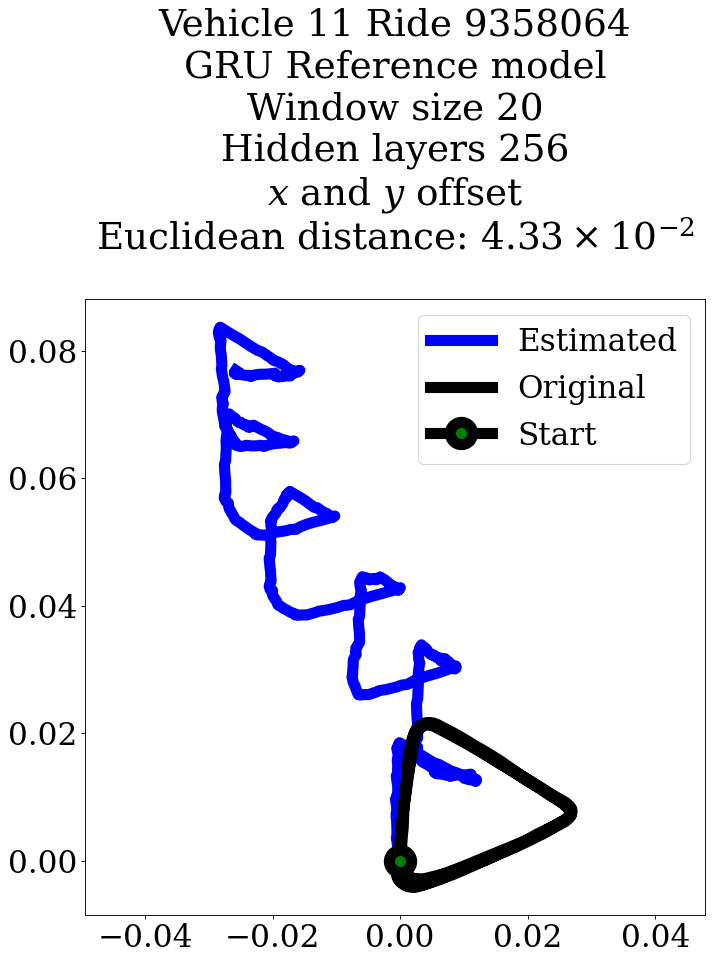 Vehicle 11 Ride 9358064
GRU Reference model
Window size 20
Hidden layers 256
x and y offset
Euclidean distance: 4.33 × 10⁻²
Estimated
Original
Start
0.08
0.06
0.04
0.02
0.00
−0.04 −0.02 0.00 0.02 0.04